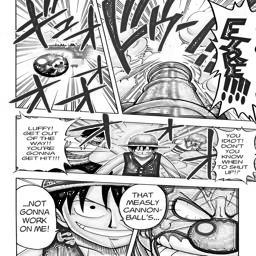 YOU
IDIOT!
DON'T
YOU
KNOW
WHEN
TO SHUT
UP!!
LUFFY!
GET OUT
OF THE
WAY!!
YOU'RE
GONNA
GET HIT!!!
THAT
MEASLY
CANNON-
BALL'S...
...NOT
GONNA
WORK
ON ME!